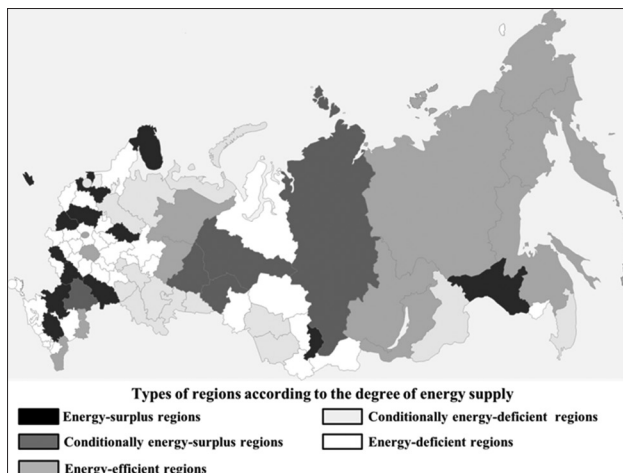 Types of regions according to the degree of energy supply
Energy-surplus regions
Conditionally energy-deficient regions
Conditionally energy-surplus regions
Energy-deficient regions
Energy-efficient regions